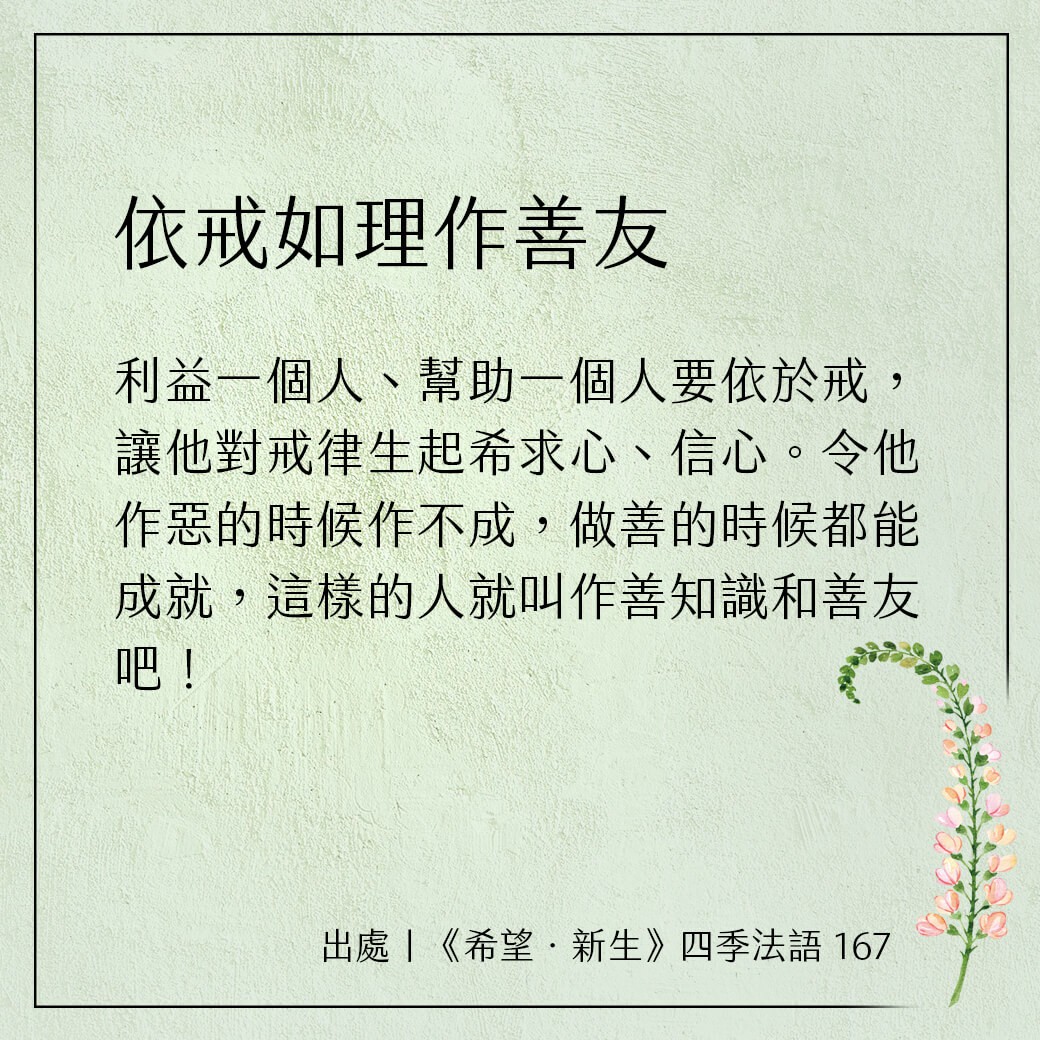 依戒如理作善友
利益一個人、幫助一個人要依於戒，
讓他對戒律生起希求心、信心。令他
作惡的時候作不成，做善的時候都能
成就，這樣的人就叫作善知識和善友
吧！
出處｜《希望．新生》四季法語 167